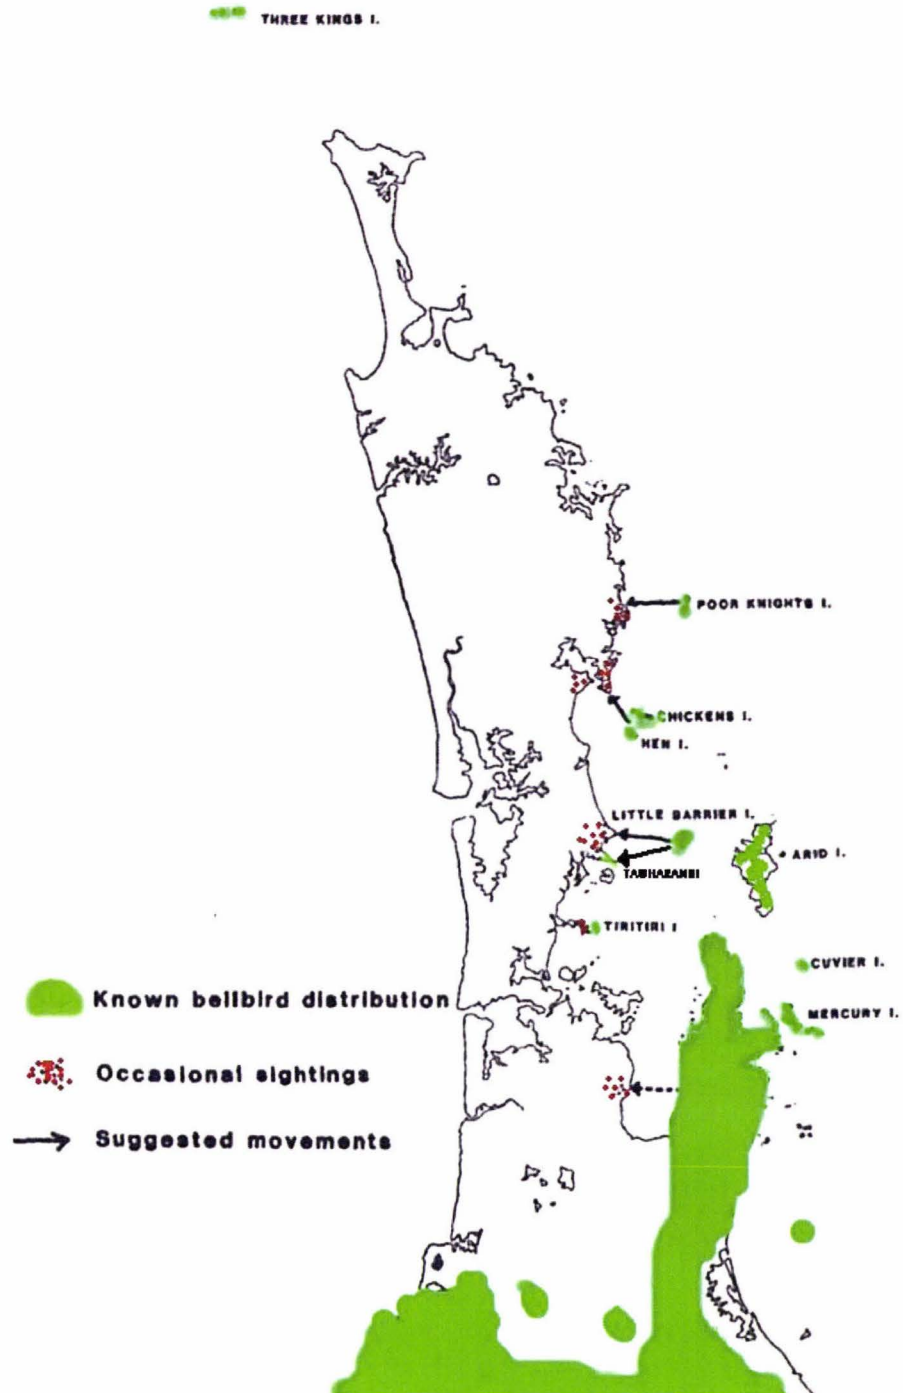 THREE KINGS I.
POOR KNIGHTS I.
CHICKENS I.
HEN I.
LITTLE BARRIER I.
ARID I.
TAWHARANUI
TIRITIRI I
CUVIER I.
Known bellbird distribution
MERCURY I.
Occasional sightings
Suggested movements